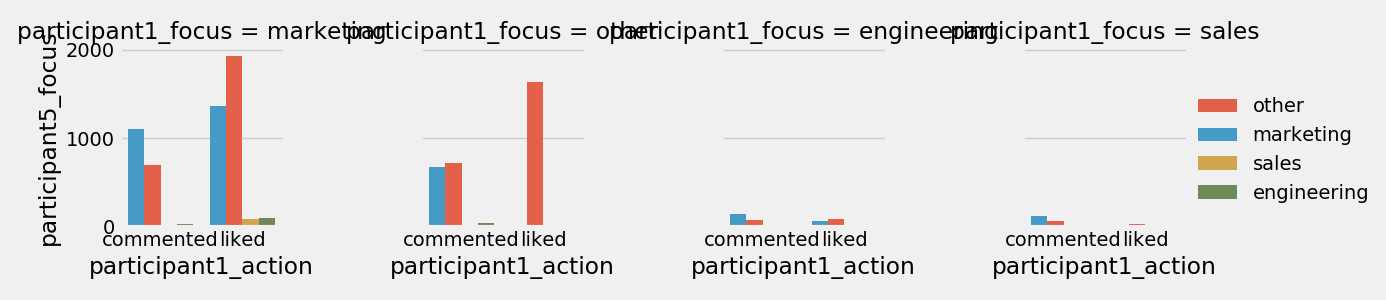 participant1_focus = marketing
participant1_focus = other
participant1_focus = engineering
participant1_focus = sales
participant5_focus
2000
1000
0
commented liked
commented liked
commented liked
commented liked
participant1_action
participant1_action
participant1_action
participant1_action
other
marketing
sales
engineering